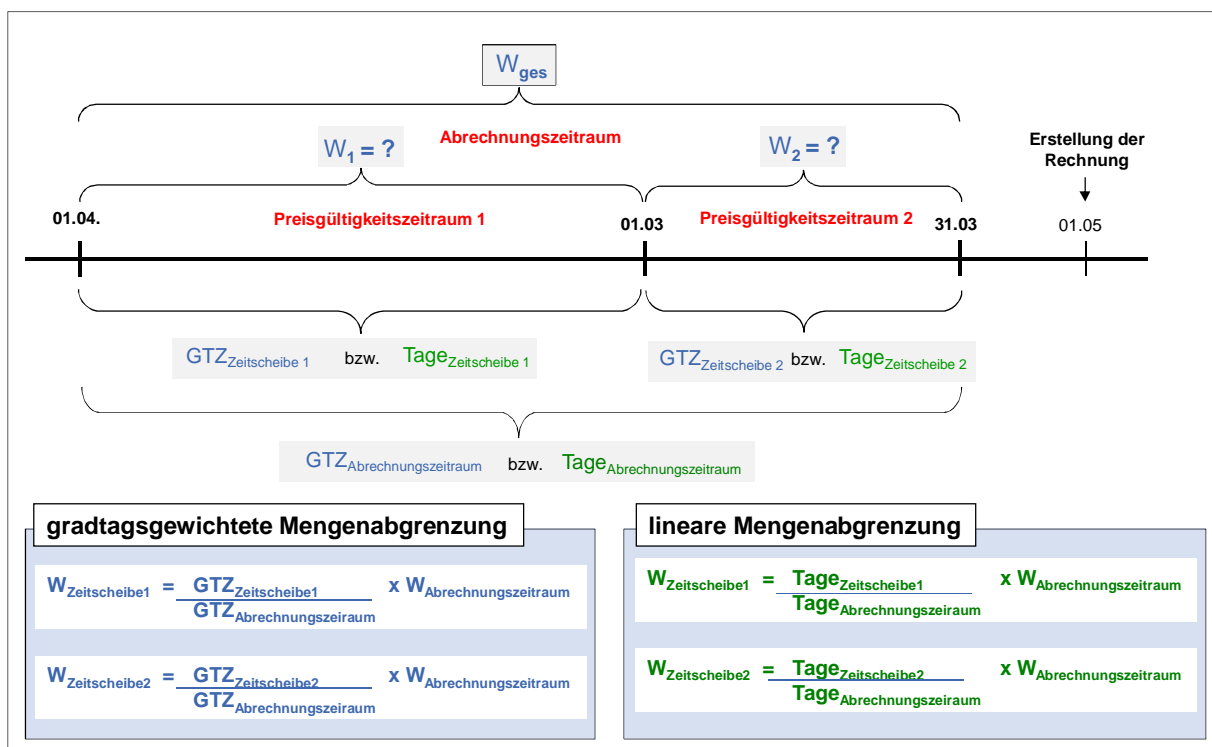 Wges
Abrechnungszeitraum
W1 = ?
W2 = ?
Erstellung der
Rechnung
01.04.
Preisgültigkeitszeitraum 1
01.03
Preisgültigkeitszeitraum 2
31.03
01.05
GTZZeitscheibe 1 bzw. TageZeitscheibe 1
GTZZeitscheibe 2 bzw. TageZeitscheibe 2
GTZAbrechnungszeitraum bzw. TageAbrechnungszeitraum
gradtagsgewichtete Mengenabgrenzung
WZeitscheibe1 = GTZZeitscheibe1 x WAbrechnungszeitraum
GTZAbrechnungszeiraum
WZeitscheibe2 = GTZZeitscheibe2 x WAbrechnungszeitraum
GTZAbrechnungszeiraum
lineare Mengenabgrenzung
WZeitscheibe1 = TageZeitscheibe1 x WAbrechnungszeitraum
TageAbrechnungszeiraum
WZeitscheibe2 = TageZeitscheibe2 x WAbrechnungszeitraum
TageAbrechnungszeiraum